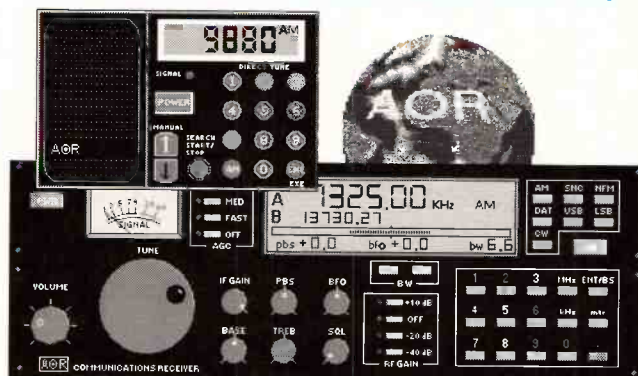 9880 AM
DIRECT TUNE
SIGNAL
POWER
1
4 5 6
MANUAL
SEARCH
START/
STOP
8 9
AM 0
EXE
AOR
AOR
A 1325.00 KHz AM
B 13730.27
pbs +0.0 bfo +0.0 bw 6.6
SIGNAL
MED
FAST
OFF
AGC
AM SNC NFM
DAT USB LSB
CW
TUNE
VOLUME
IF GAIN PBS BFO
BASE TREB SQL
BW
+10 dB
OFF
-20 dB
-40 dB
RF GAIN
1 2 3 MHz ENT/BS
4 5 6 kHz mtr
7 8 9 0
AOR COMMUNICATIONS RECEIVER